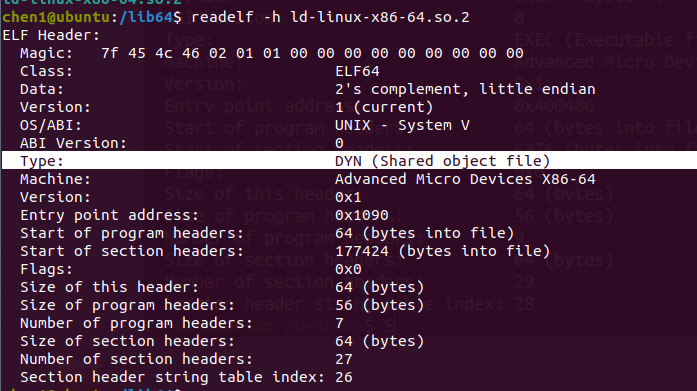 ld-linux-x86-64.so.2
chen1@ubuntu:/lib64$ readelf -h ld-linux-x86-64.so.2
ELF Header:
  Magic:   7f 45 4c 46 02 01 01 00 00 00 00 00 00 00 00 00
  Class:                             ELF64
  Data:                              2's complement, little endian
  Version:                           1 (current)
  OS/ABI:                            UNIX - System V
  ABI Version:                       0
  Type:                              DYN (Shared object file)
  Machine:                           Advanced Micro Devices X86-64
  Version:                           0x1
  Entry point address:               0x1090
  Start of program headers:          64 (bytes into file)
  Start of section headers:          177424 (bytes into file)
  Flags:                             0x0
  Size of this header:               64 (bytes)
  Size of program headers:           56 (bytes)
  Number of program headers:         7
  Size of section headers:           64 (bytes)
  Number of section headers:         27
  Section header string table index: 26